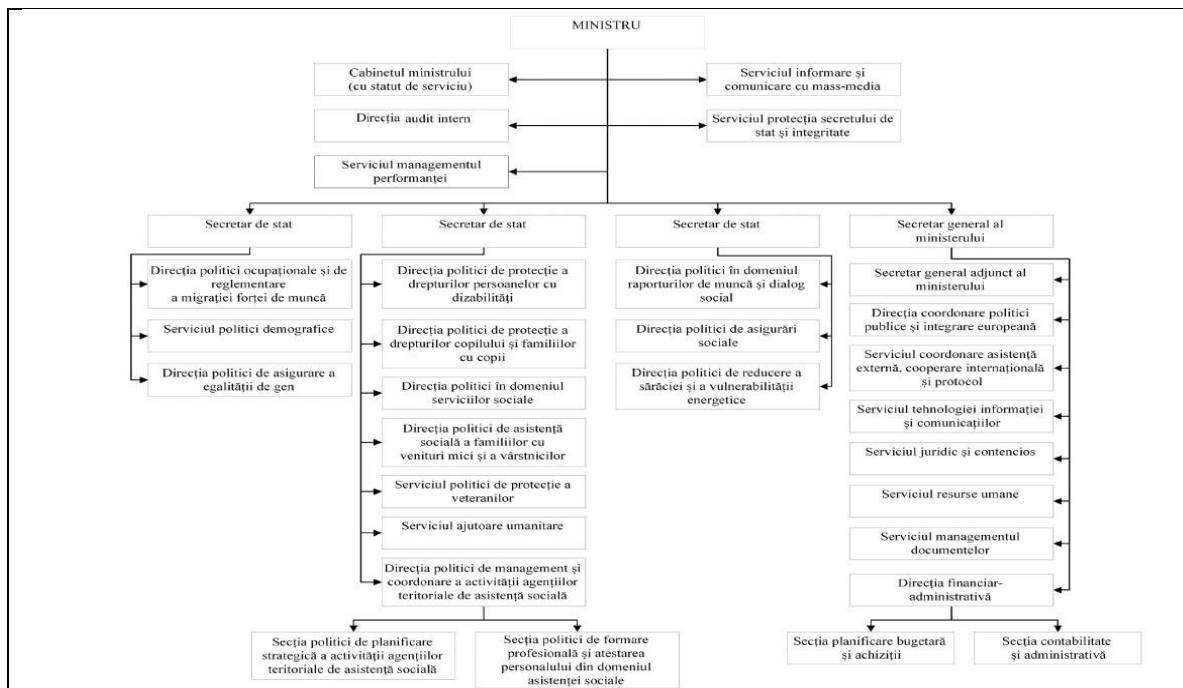 MINISTRU
Cabinetul ministrului
(cu statut de serviciu)
Serviciul informare și
comunicare cu mass-media
Direcția audit intern
Serviciul protecția secretului de
stat și integritate
Serviciul managementul
performanței
Secretar de stat
Secretar de stat
Secretar de stat
Secretar general al
ministerului
Direcția politici ocupaționale și de
reglementare
a migrației forței de muncă
Serviciul politici demografice
Direcția politici de asigurare a
egalității de gen
Direcția politici de protecție a
drepturilor persoanelor cu
dizabilități
Direcția politici de protecție a
drepturilor copilului și familiilor
cu copii
Direcția politici în domeniul
serviciilor sociale
Direcția politici de asistență
socială a familiilor cu
venituri mici și a vârstnicilor
Serviciul politici de protecție a
veteranilor
Serviciul ajutoare umanitare
Direcția politici de management și
coordonare a activității agențiilor
teritoriale de asistență socială
Secția politici de planificare
strategică a activității agențiilor
teritoriale de asistență socială
Secția politici de formare
profesională și atestarea
personalului din domeniul
asistenței sociale
Direcția politici în domeniul
raporturilor de muncă și dialog
social
Direcția politici de asigurări
sociale
Direcția politici de reducere a
sărăciei și a vulnerabilității
energetice
Secretar general adjunct al
ministerului
Direcția coordonare politici
publice și integrare europeană
Serviciul coordonare asistență
externă, cooperare internațională
și protocol
Serviciul tehnologiei informației
și comunicațiilor
Serviciul juridic și contencios
Serviciul resurse umane
Serviciul managementul
documentelor
Direcția financiar-
administrativă
Secția planificare bugetară
și achiziții
Secția contabilitate
și administrativă